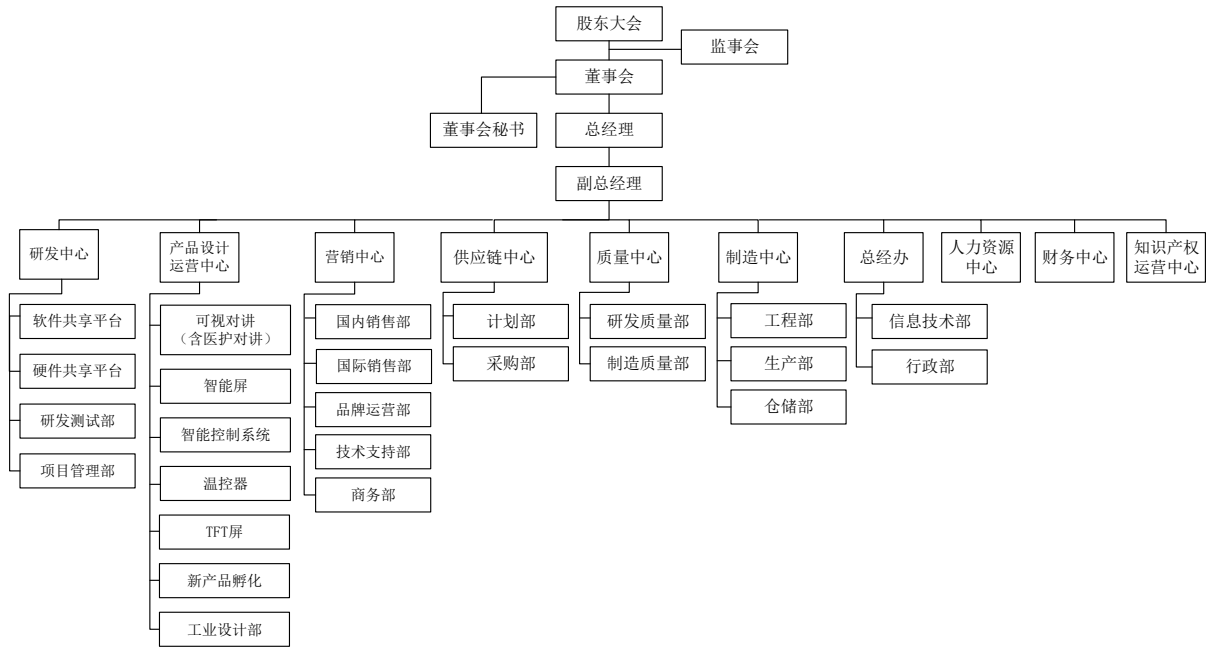 股东大会
监事会
董事会
董事会秘书
总经理
副总经理
研发中心
产品设计
运营中心
营销中心
供应链中心
质量中心
制造中心
总经办
人力资源
中心
财务中心
知识产权
运营中心
软件共享平台
硬件共享平台
研发测试部
项目管理部
可视对讲
（含医护对讲）
智能屏
智能控制系统
温控器
TFT屏
新产品孵化
工业设计部
国内销售部
国际销售部
品牌运营部
技术支持部
商务部
计划部
采购部
研发质量部
制造质量部
工程部
生产部
仓储部
信息技术部
行政部